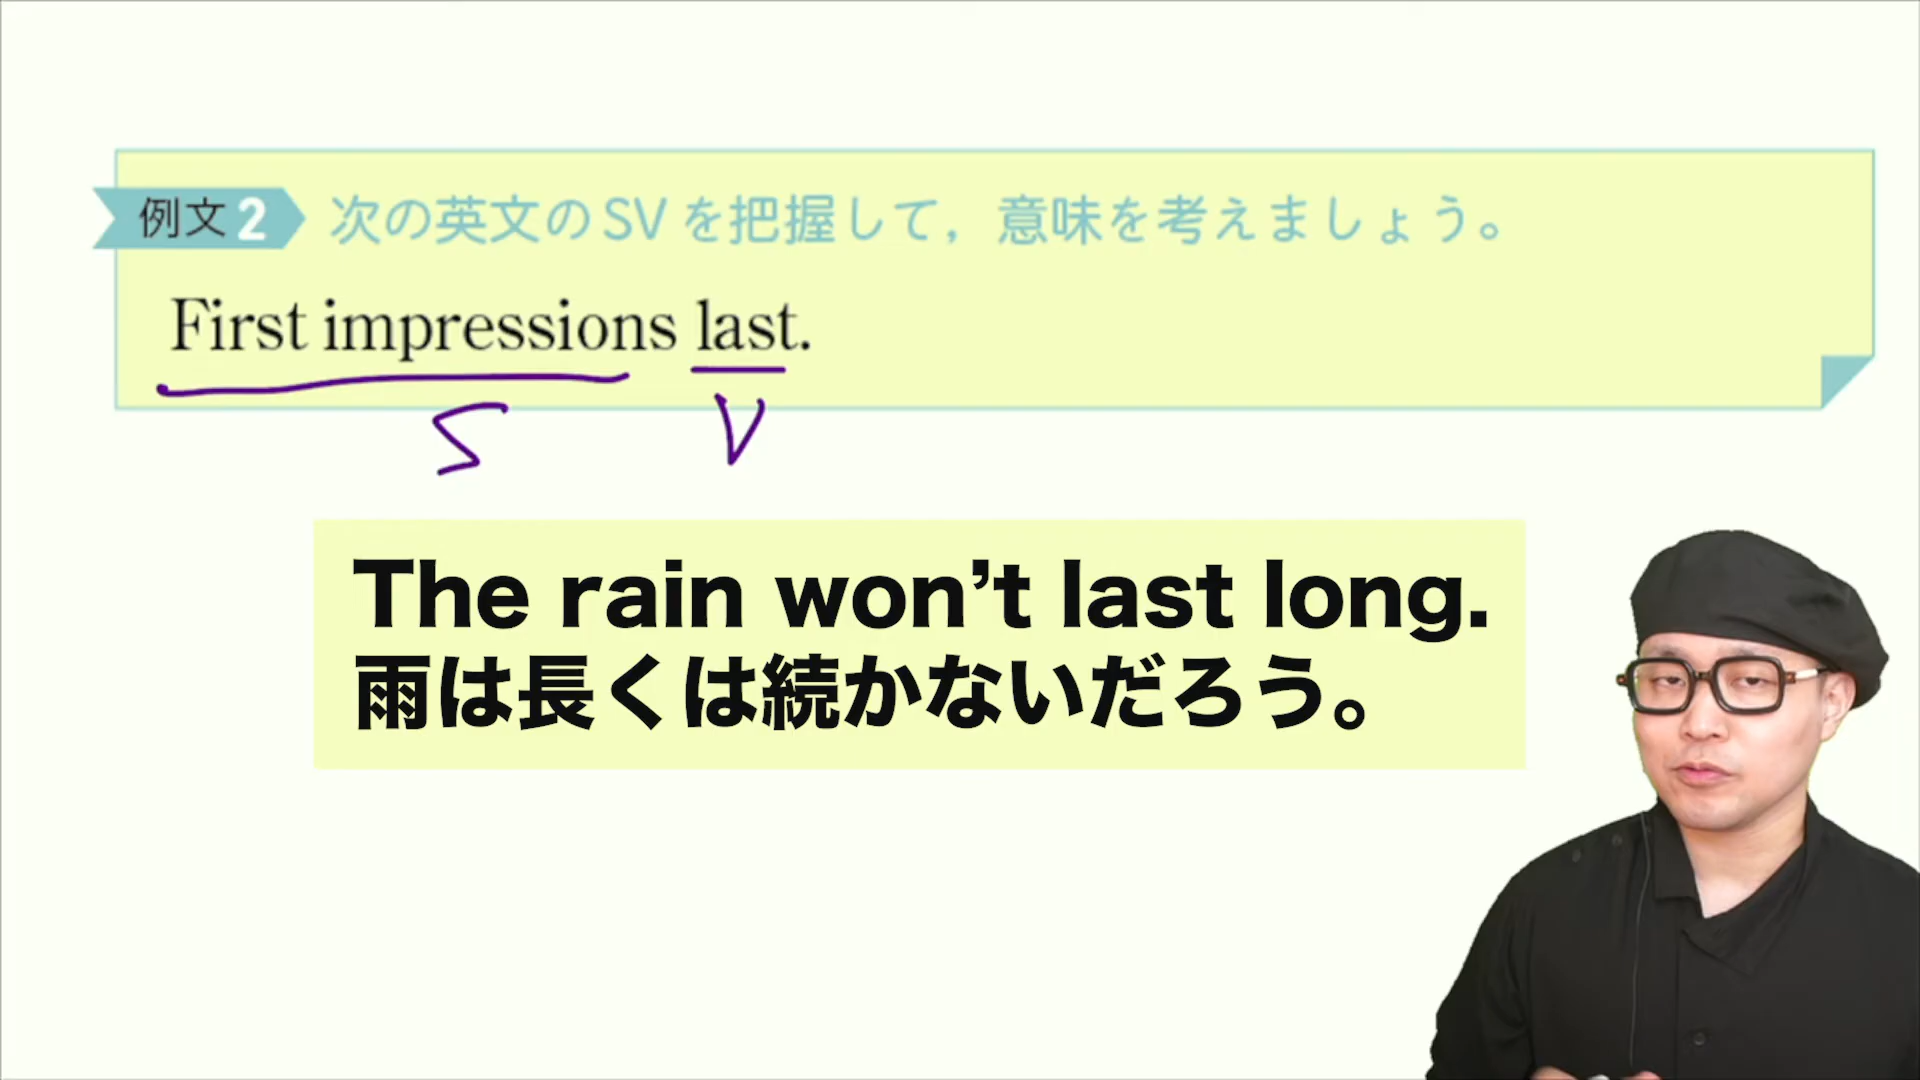 例文2 次の英文のSVを把握して，意味を考えましょう。
First impressions last.
S V
The rain won’t last long.
雨は長くは続かないだろう。